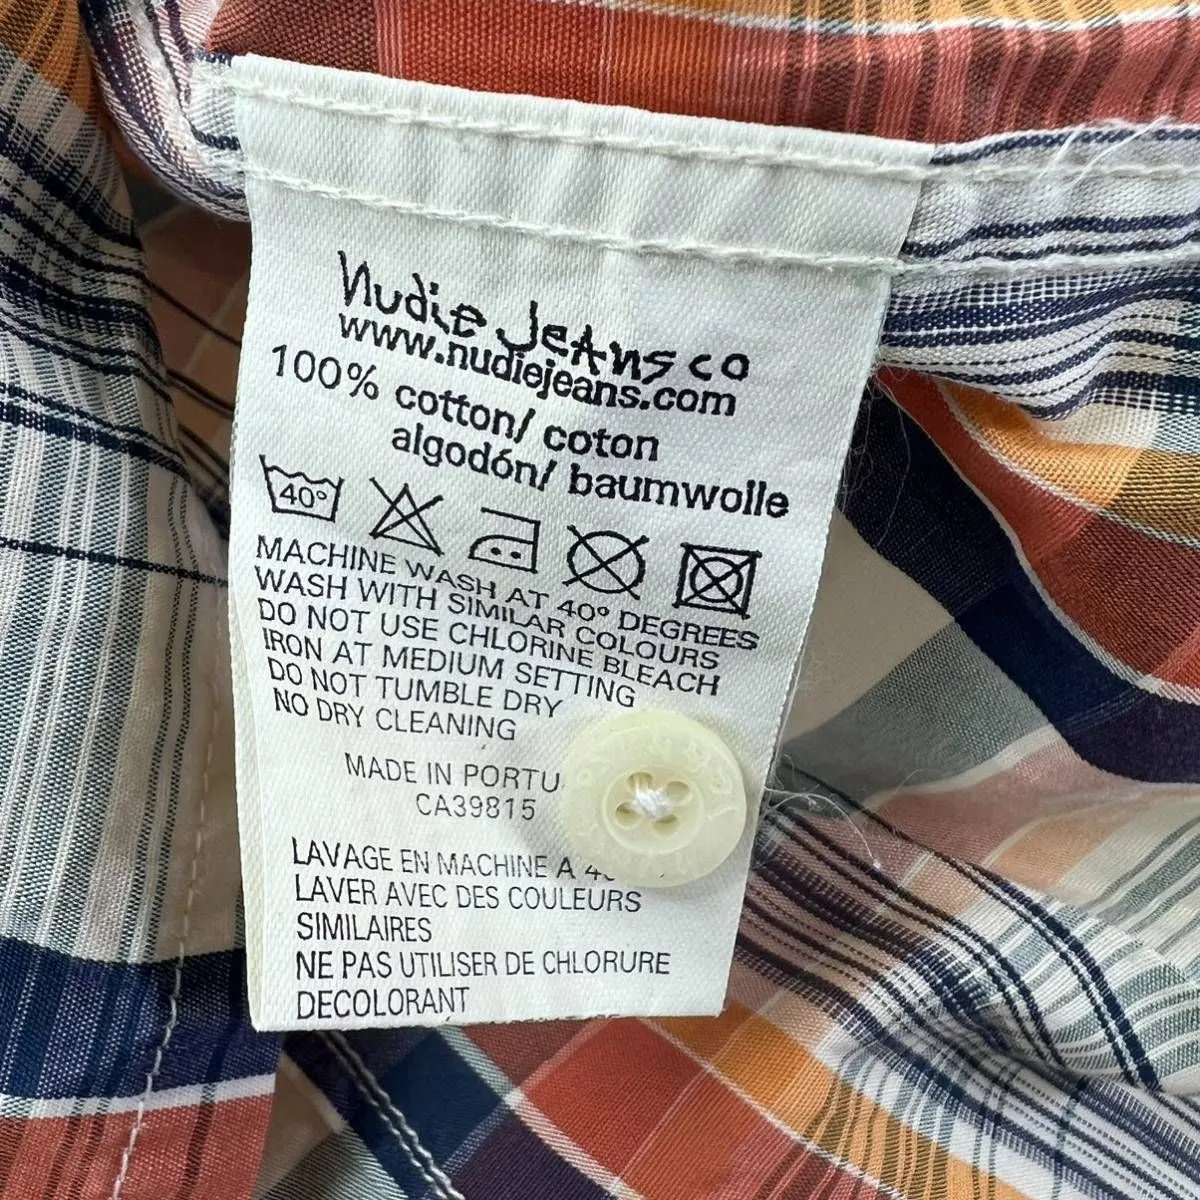 Nudie Jeans co
www.nudiejeans.com
100% cotton/ coton
algodón/ baumwolle
40°
MACHINE WASH AT 40° DEGREES
WASH WITH SIMILAR COLOURS
DO NOT USE CHLORINE BLEACH
IRON AT MEDIUM SETTING
DO NOT TUMBLE DRY
NO DRY CLEANING
MADE IN PORTU
CA39815
LAVAGE EN MACHINE A
LAVER AVEC DES COULEURS
SIMILAIRES
NE PAS UTILISER DE CHLORURE
DECOLORANT